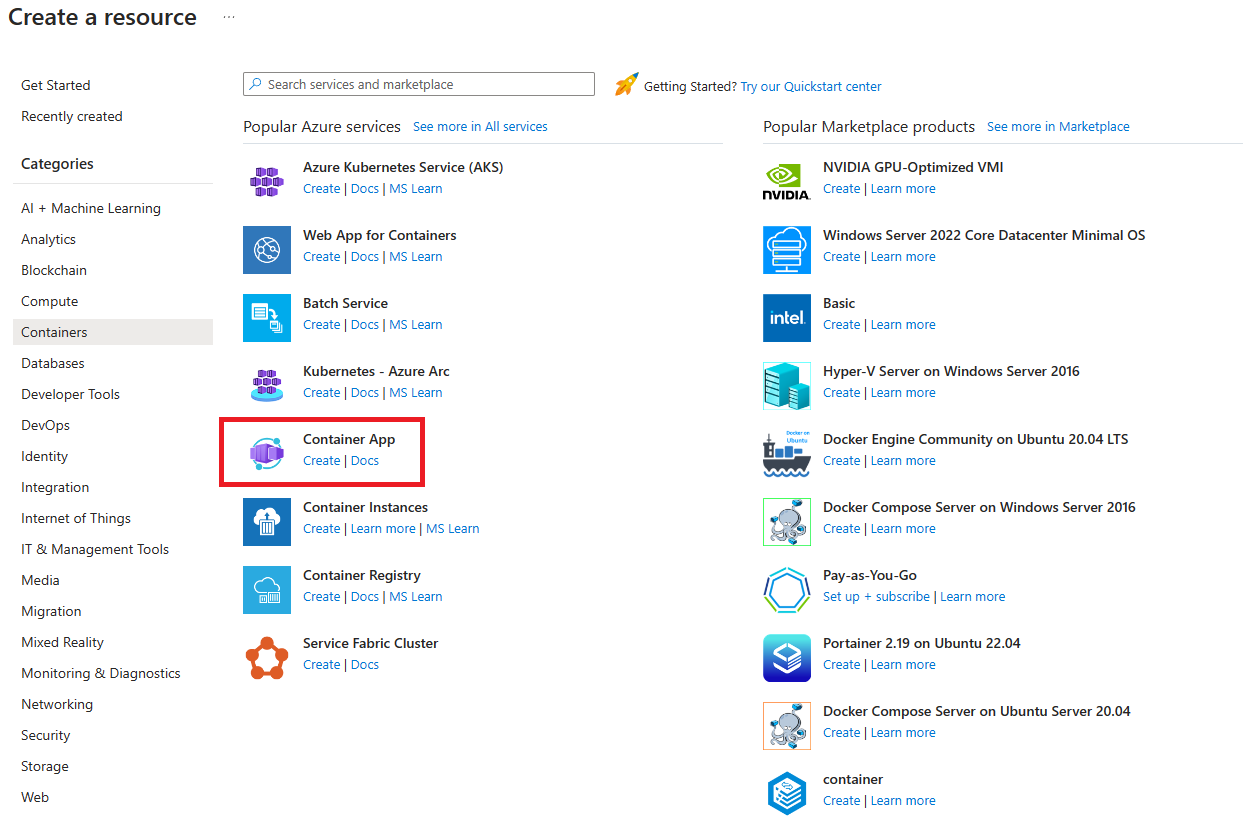 Create a resource ...
Get Started
Recently created
Categories
AI + Machine Learning
Analytics
Blockchain
Compute
Containers
Databases
Developer Tools
DevOps
Identity
Integration
Internet of Things
IT & Management Tools
Media
Migration
Mixed Reality
Monitoring & Diagnostics
Networking
Security
Storage
Web
Search services and marketplace
Getting Started? Try our Quickstart center
Popular Azure services See more in All services
Azure Kubernetes Service (AKS)
Create | Docs | MS Learn
Web App for Containers
Create | Docs | MS Learn
Batch Service
Create | Docs | MS Learn
Kubernetes - Azure Arc
Create | Docs | MS Learn
Container App
Create | Docs
Container Instances
Create | Learn more | MS Learn
Container Registry
Create | Docs | MS Learn
Service Fabric Cluster
Create | Docs
Popular Marketplace products See more in Marketplace
NVIDIA.
NVIDIA GPU-Optimized VMI
Create | Learn more
Windows Server 2022 Core Datacenter Minimal OS
Create | Learn more
intel.
Basic
Create | Learn more
Hyper-V Server on Windows Server 2016
Create | Learn more
Docker on
Ubuntu
Docker Engine Community on Ubuntu 20.04 LTS
Create | Learn more
Docker Compose Server on Windows Server 2016
Create | Learn more
Pay-as-You-Go
Set up + subscribe | Learn more
Portainer 2.19 on Ubuntu 22.04
Create | Learn more
Docker Compose Server on Ubuntu Server 20.04
Create | Learn more
container
Create | Learn more